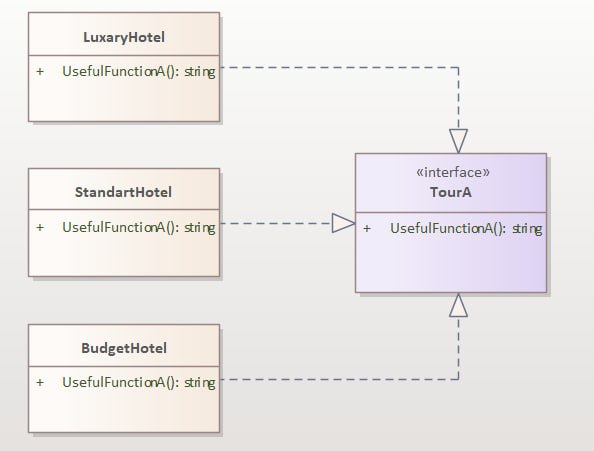 LuxaryHotel
+ UsefulFunctionA(): string
StandartHotel
+ UsefulFunctionA(): string
BudgetHotel
+ UsefulFunctionA(): string
«interface»
TourA
+ UsefulFunctionA(): string